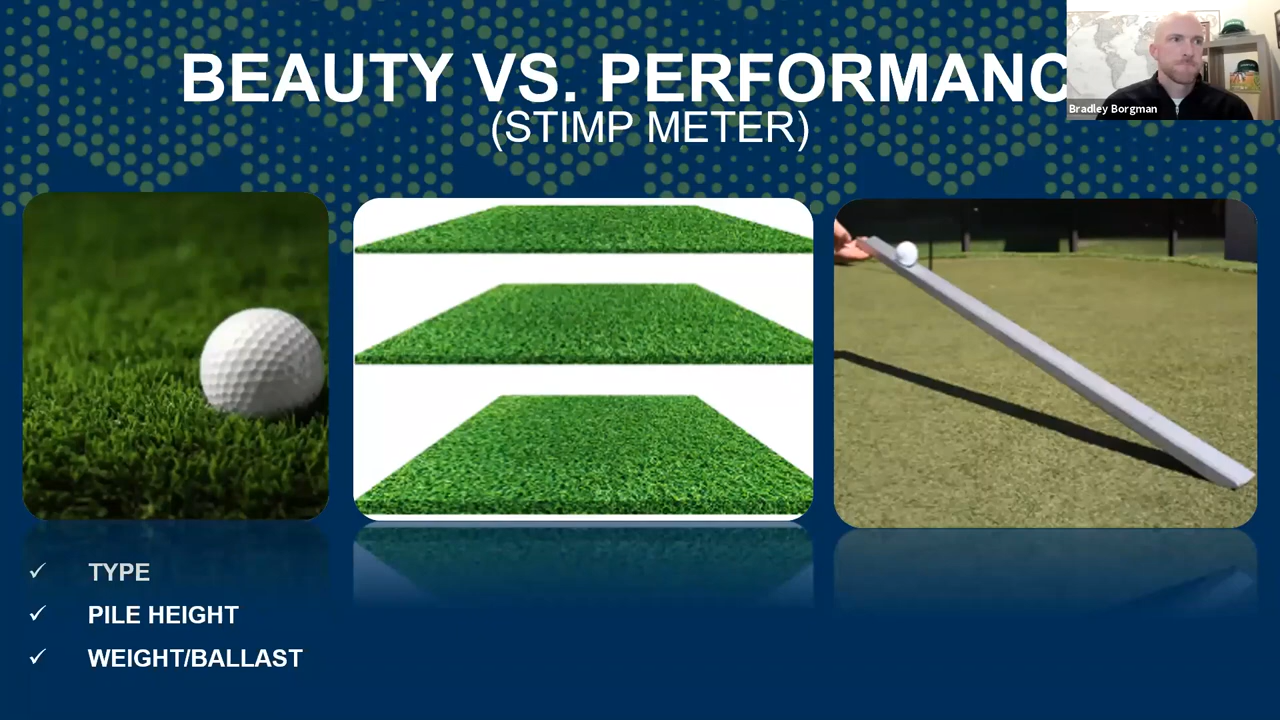 BEAUTY VS. PERFORMANC
(STIMP METER)
Bradley Borgman
TYPE
PILE HEIGHT
WEIGHT/BALLAST